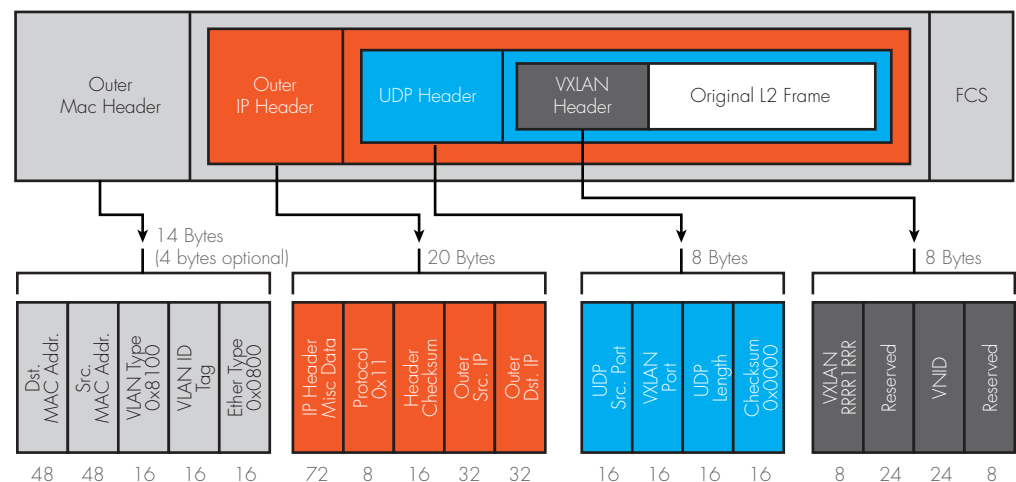 Outer
Mac Header
Outer
IP Header
UDP Header
VXLAN
Header
Original L2 Frame
FCS
14 Bytes
(4 bytes optional)
20 Bytes
8 Bytes
8 Bytes
Dst.
MAC Addr.
Src.
MAC Addr.
VLAN Type
0x8100
VLAN ID
Tag
Ether Type
0x0800
IP Header
Misc Data
Protocol
0x11
Header
Checksum
Outer
Src. IP
Outer
Dst. IP
UDP
Src. Port
VXLAN
Port
UDP
Length
Checksum
0x0000
VXLAN
RRRR1RRR
Reserved
VNID
Reserved
48 48 16 16 16 72 8 16 32 32 16 16 16 16 8 24 24 8